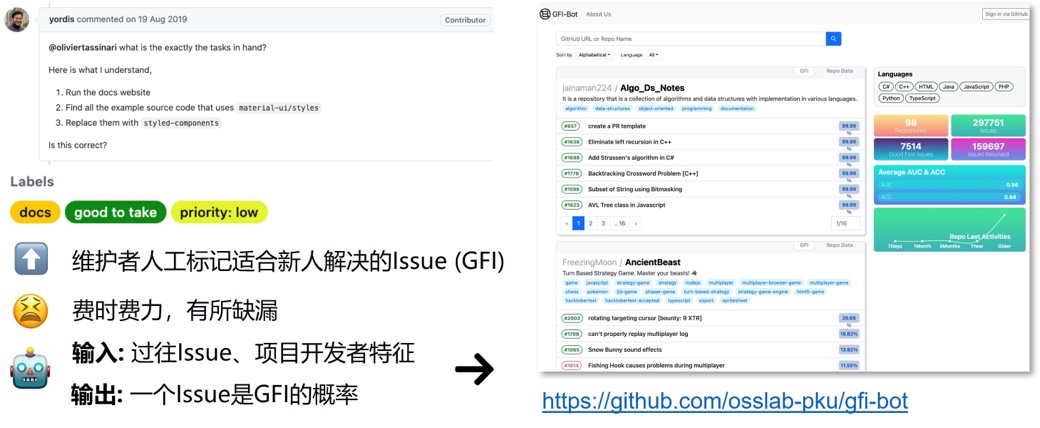 yordis commented on 19 Aug 2019
Contributor
@oliviertassinari what is the exactly the tasks in hand?
Here is what I understand,
1. Run the docs website
2. Find all the example source code that uses material-ui/styles
3. Replace them with styled-components
Is this correct?
Labels
docs good to take priority: low
维护者人工标记适合新人解决的Issue (GFI)
费时费力，有所缺漏
输入: 过往Issue、项目开发者特征
输出: 一个Issue是GFI的概率
GFI-Bot About Us
Sign in via GitHub
GitHub URL or Repo Name
Sort by Alphabetical Language All
GFI Repo Data
jainaman224 / Algo_Ds_Notes
It is a repository that is a collection of algorithms and data structures with implementation in various languages.
algorithm data-structures object-oriented programming documentation
#657 create a PR template 99.99 %
#1638 Eliminate left recursion in C++ 99.99 %
#1698 Add Strassen's algorithm in C# 99.99 %
#1778 Backtracking Crossword Problem [C++] 99.99 %
#1086 Subset of String using Bitmasking 99.99 %
#1623 AVL Tree class in Javascript 99.99 %
‹ 1 2 3 .. 16 ›
1/16
GFI Repo Data
FreezingMoon / AncientBeast
Turn Based Strategy Game. Master your beasts!
game javascript strategy-game strategy nodejs multiplayer multiplayer-browser-game multiplayer-game
chess pokemon 2d-game phaser-game turn-based-strategy strategy-game-engine html5-game
hacktoberfest hacktoberfest-accepted typescript esport spritesheet
#2003 rotating targeting cursor [bounty: 9 XTR] 26.66 %
#1798 can't properly replay multiplayer log 18.82%
#1065 Snow Bunny sound effects 13.92%
#1614 Fishing Hook causes problems during multiplayer 11.55%
Languages
C# C++ HTML Java JavaScript PHP
Python TypeScript
98
Repositories
297751
Issues
7514
Good First Issues
159697
Issues Resolved
Average AUC & ACC
AUC 0.96
ACC 0.94
Repo Last Activities
7Days 1Month 3Months 1Year Older
https://github.com/osslab-pku/gfi-bot